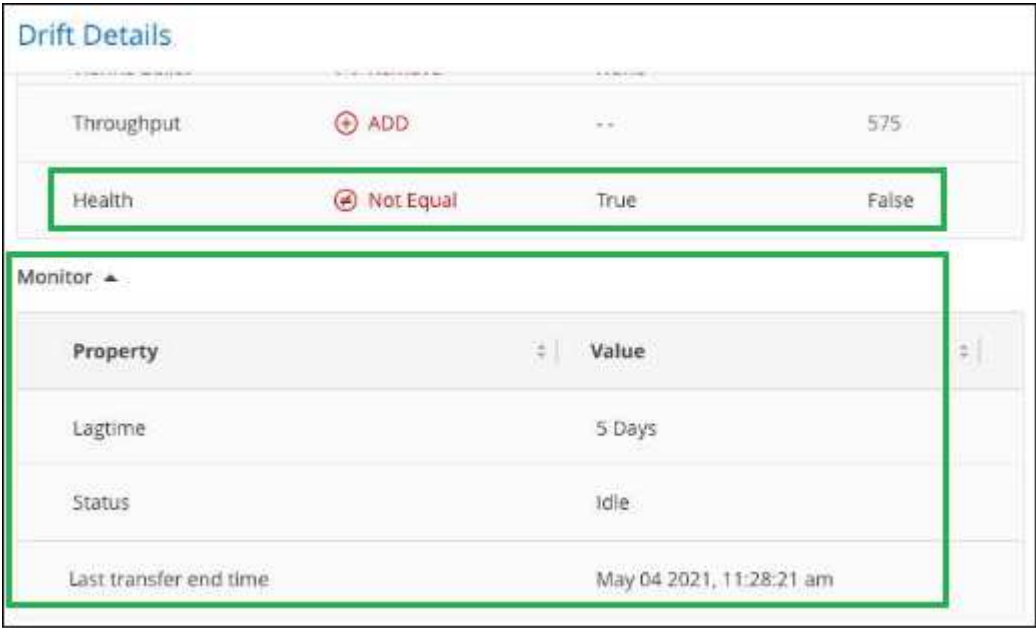 Drift Details
Throughput ADD -- 575
Health Not Equal True False
Monitor
Property Value
Lagtime 5 Days
Status Idle
Last transfer end time May 04 2021, 11:28:21 am